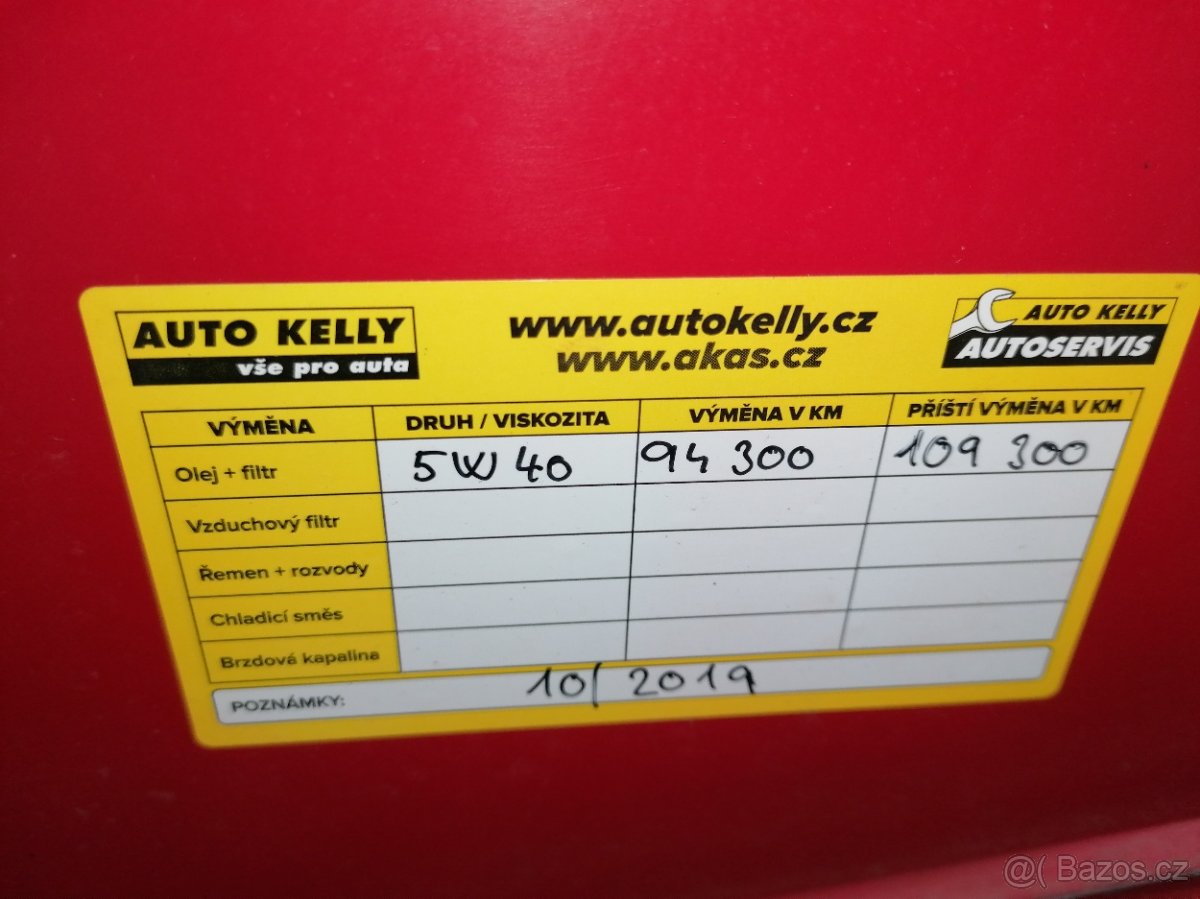 AUTO KELLY
vše pro auta
www.autokelly.cz
www.akas.cz
AUTO KELLY
AUTOSERVIS
VÝMĚNA DRUH / VISKOZITA VÝMĚNA V KM PŘÍŠTÍ VÝMĚNA V KM
Olej + filtr 5W40 94 300 109 300
Vzduchový filtr
Řemen + rozvody
Chladicí směs
Brzdová kapalina
POZNÁMKY: 10/2019
@( Bazos.cz